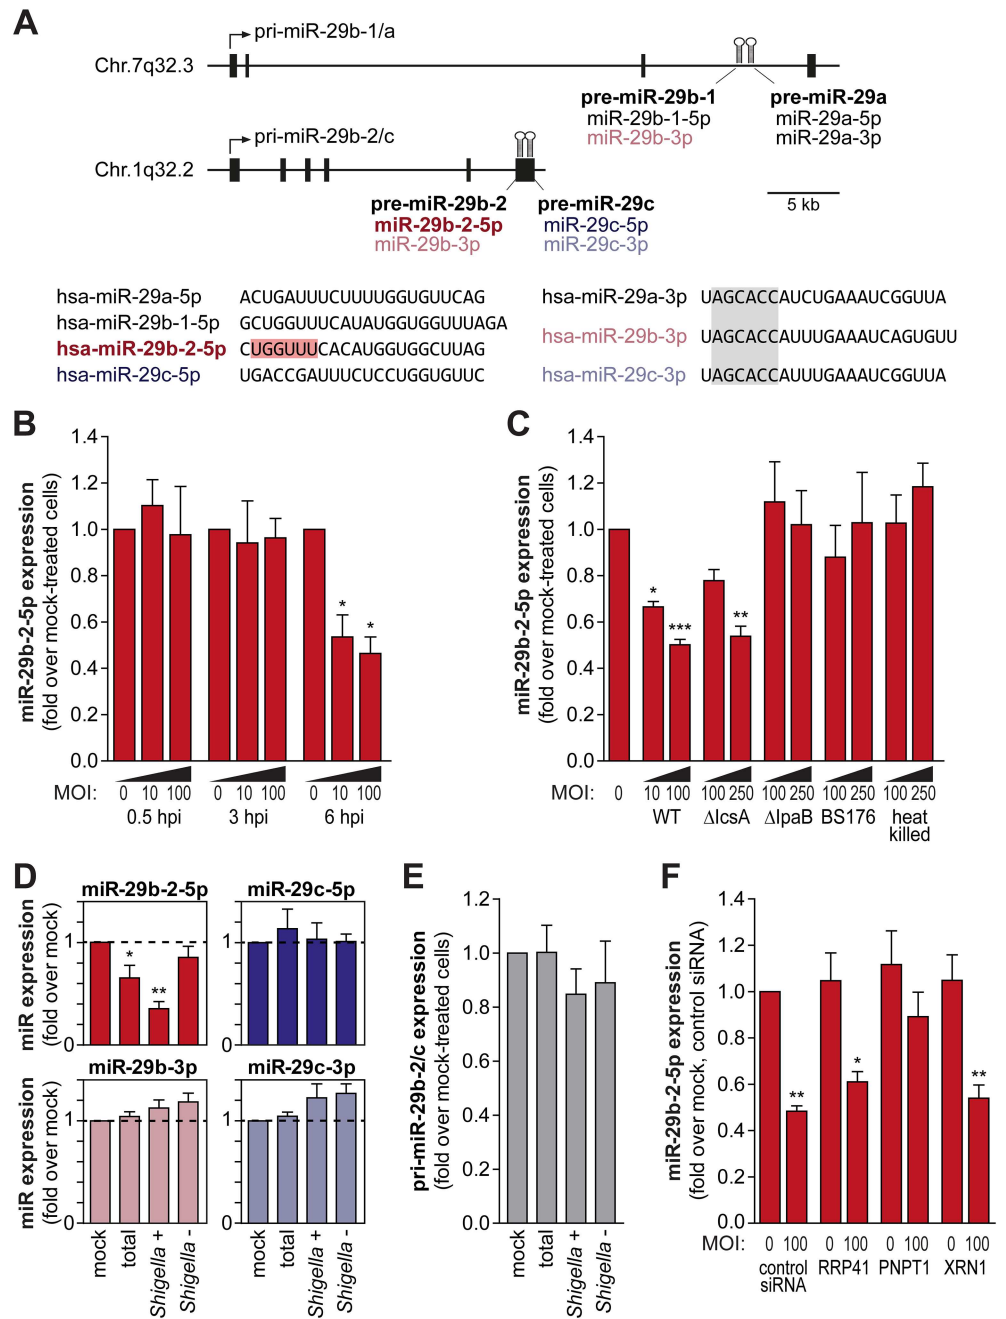 A
pri-miR-29b-1/a
Chr.7q32.3
pre-miR-29b-1 pre-miR-29a
miR-29b-1-5p miR-29a-5p
miR-29b-3p miR-29a-3p
pri-miR-29b-2/c
Chr.1q32.2
pre-miR-29b-2 pre-miR-29c
miR-29b-2-5p miR-29c-5p
miR-29b-3p miR-29c-3p
5 kb
hsa-miR-29a-5p ACUGAUUUCUUUUGGUGUUCAG
hsa-miR-29b-1-5p GCUGGUUUCAUAUGGUGGUUUAGA
hsa-miR-29b-2-5p CUGGUUUCACAUGGUGGCUUAG
hsa-miR-29c-5p UGACCGAUUUCUCCUGGUGUUC
hsa-miR-29a-3p UAGCACCAUCUGAAAUCGGUUA
hsa-miR-29b-3p UAGCACCAUUUGAAAUCAGUGUU
hsa-miR-29c-3p UAGCACCAUUUGAAAUCGGUUA
B
miR-29b-2-5p expression
(fold over mock-treated cells)
1.4
1.2
1.0
0.8
0.6
0.4
0.2
0.0
* *
MOI: 0 10 100 0 10 100 0 10 100
0.5 hpi 3 hpi 6 hpi
C
miR-29b-2-5p expression
(fold over mock-treated cells)
1.4
1.2
1.0
0.8
0.6
0.4
0.2
0.0
* *** **
MOI: 0 10 100 100 250 100 250 100 250 100 250
WT ΔIcsA ΔIpaB BS176 heat
killed
D
miR-29b-2-5p miR-29c-5p
miR expression
(fold over mock)
1
0
* **
1
0
miR-29b-3p miR-29c-3p
miR expression
(fold over mock)
1
0
1
0
mock total Shigella + Shigella -
mock total Shigella + Shigella -
E
pri-miR-29b-2/c expression
(fold over mock-treated cells)
1.2
1.0
0.8
0.6
0.4
0.2
0.0
mock total Shigella + Shigella -
F
miR-29b-2-5p expression
(fold over mock, control siRNA)
1.4
1.2
1.0
0.8
0.6
0.4
0.2
0.0
** * **
MOI: 0 100 0 100 0 100 0 100
control RRP41 PNPT1 XRN1
siRNA